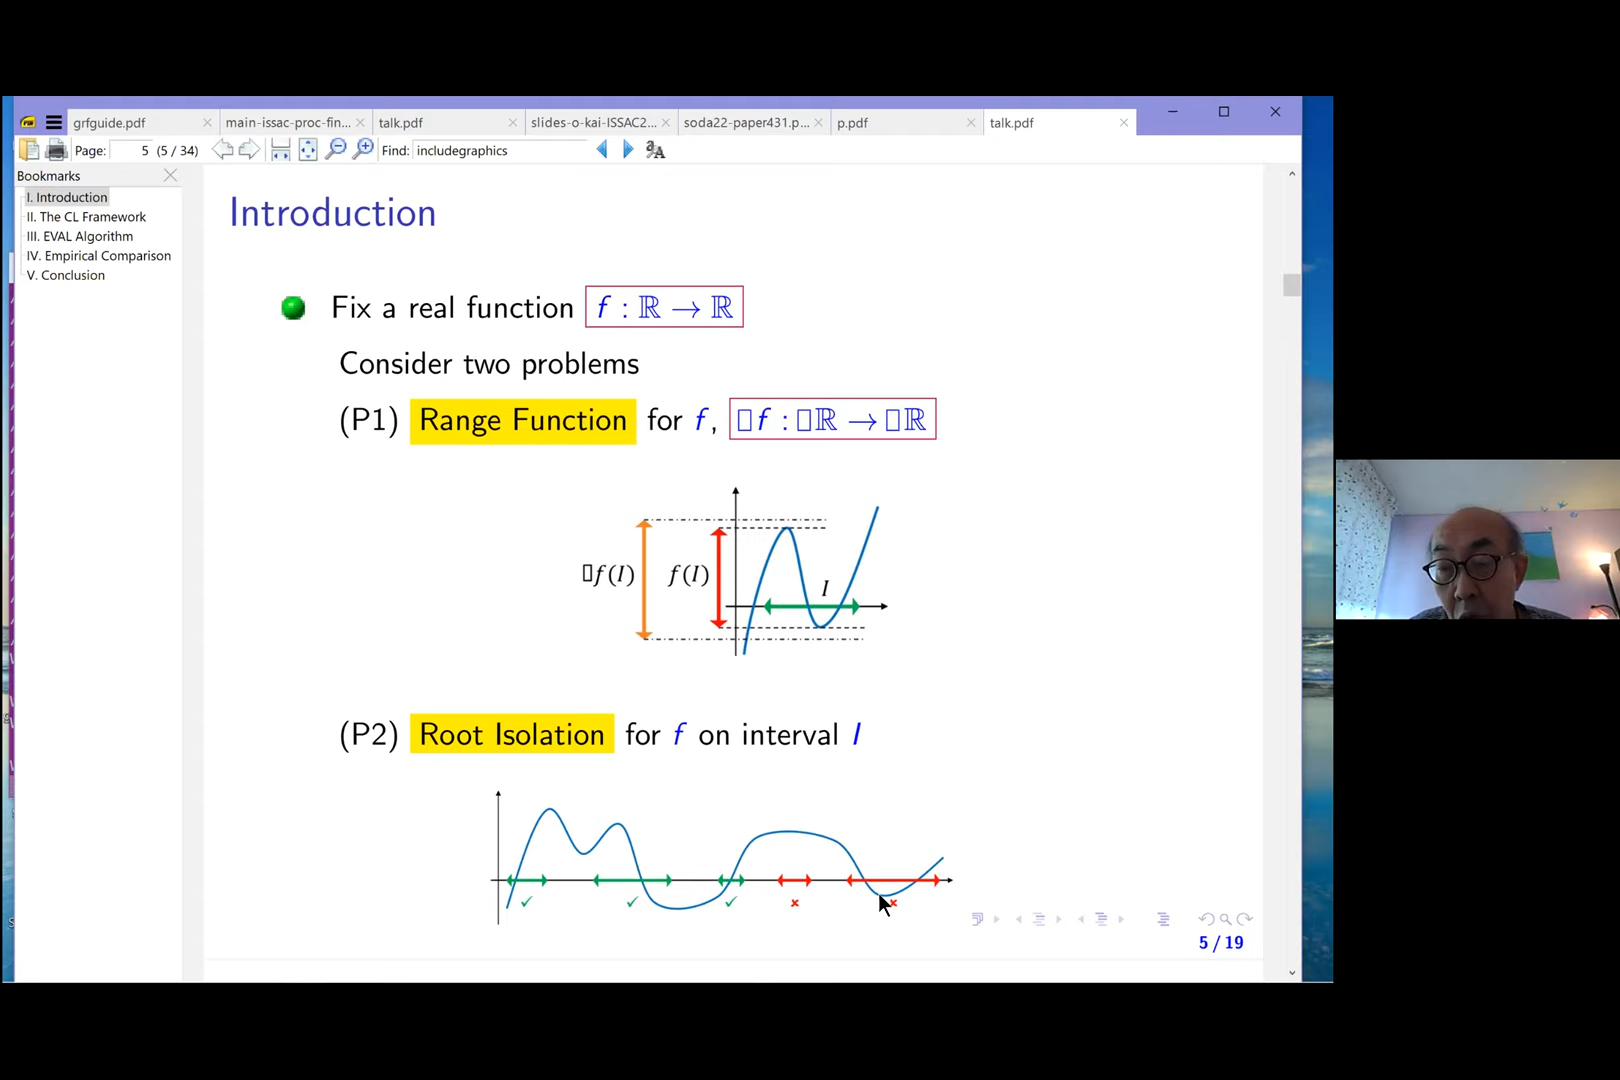 grfguide.pdf
main-issac-proc-fin...
talk.pdf
slides-o-kai-ISSAC2...
soda22-paper431.p...
p.pdf
talk.pdf
Page: 5 (5 / 34) Find: includegraphics
Bookmarks
I. Introduction
II. The CL Framework
III. EVAL Algorithm
IV. Empirical Comparison
V. Conclusion
Introduction
Fix a real function f : ℝ → ℝ
Consider two problems
(P1) Range Function for f, □f : □ℝ → □ℝ
□f(I) f(I) I
(P2) Root Isolation for f on interval I
5 / 19